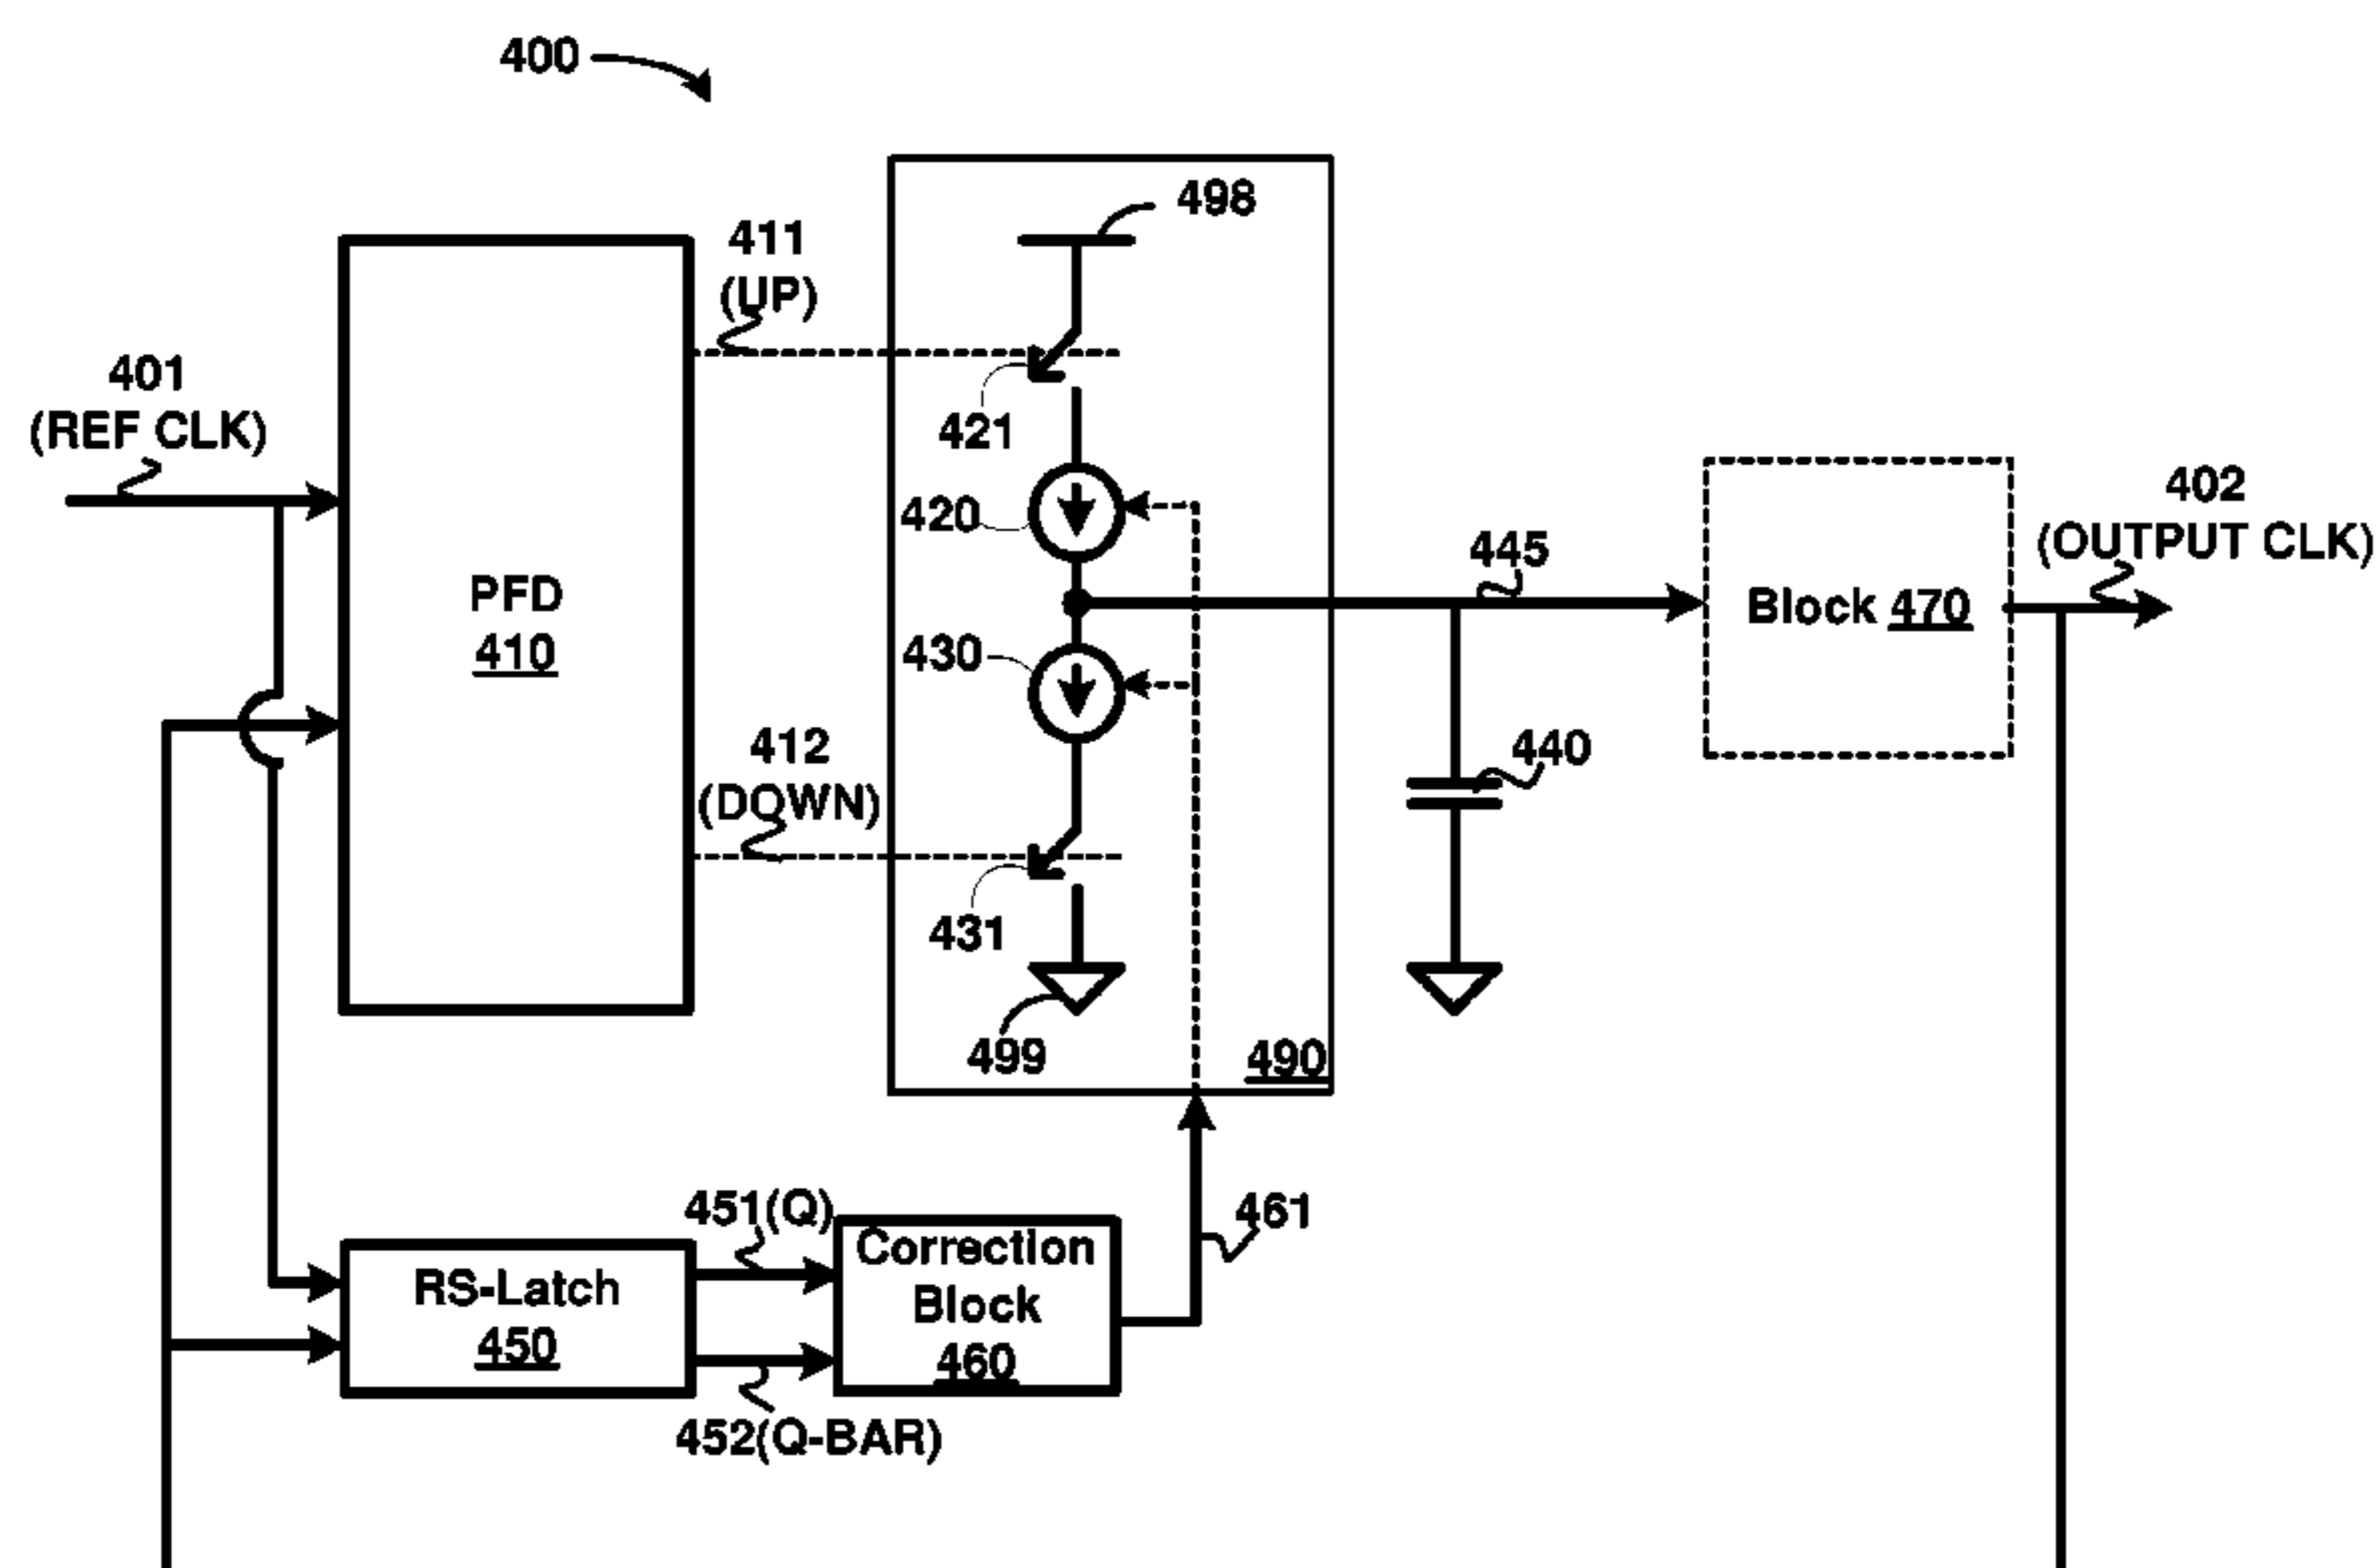 400
498
411
(UP)
401
(REF CLK)
421
420
402
(OUTPUT CLK)
445
PFD
410
Block 470
430
412
(DOWN)
440
431
499
490
451(Q)
461
Correction
Block
460
RS-Latch
450
452(Q-BAR)